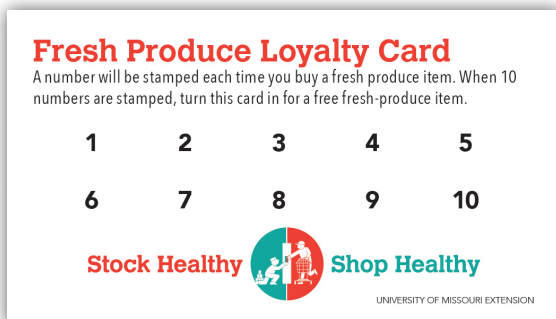 Fresh Produce Loyalty Card
A number will be stamped each time you buy a fresh produce item. When 10
numbers are stamped, turn this card in for a free fresh-produce item.
1 2 3 4 5
6 7 8 9 10
Stock Healthy Shop Healthy
UNIVERSITY OF MISSOURI EXTENSION